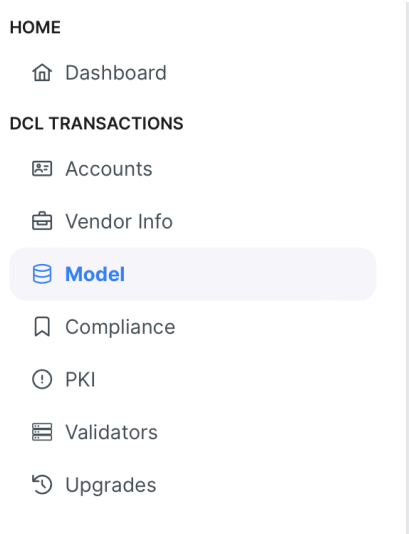 HOME
Dashboard
DCL TRANSACTIONS
Accounts
Vendor Info
Model
Compliance
PKI
Validators
Upgrades